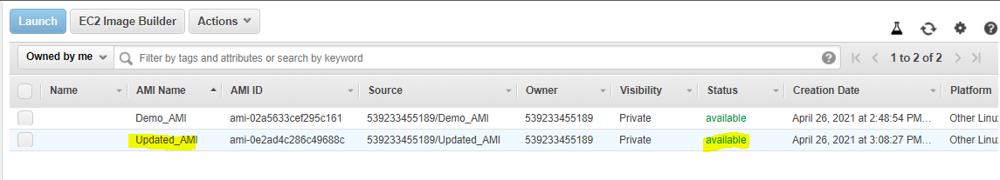 Launch EC2 Image Builder Actions
Owned by me Filter by tags and attributes or search by keyword 1 to 2 of 2
Name AMI Name AMI ID Source Owner Visibility Status Creation Date Platform
Demo_AMI ami-02a5633cef295c161 539233455189/Demo_AMI 539233455189 Private available April 26, 2021 at 2:48:54 PM... Other Linu
Updated_AMI ami-0e2ad4c286c49688c 539233455189/Updated_AMI 539233455189 Private available April 26, 2021 at 3:08:27 PM... Other Linu